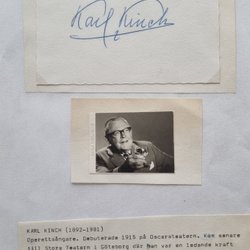 Karl Kinch
KARL KINCH (1892-1981)
Operettsångare. Debuterade 1915 på Oscarsteatern. Kom senare
till Stora Teatern i Göteborg där han var en ledande kraft